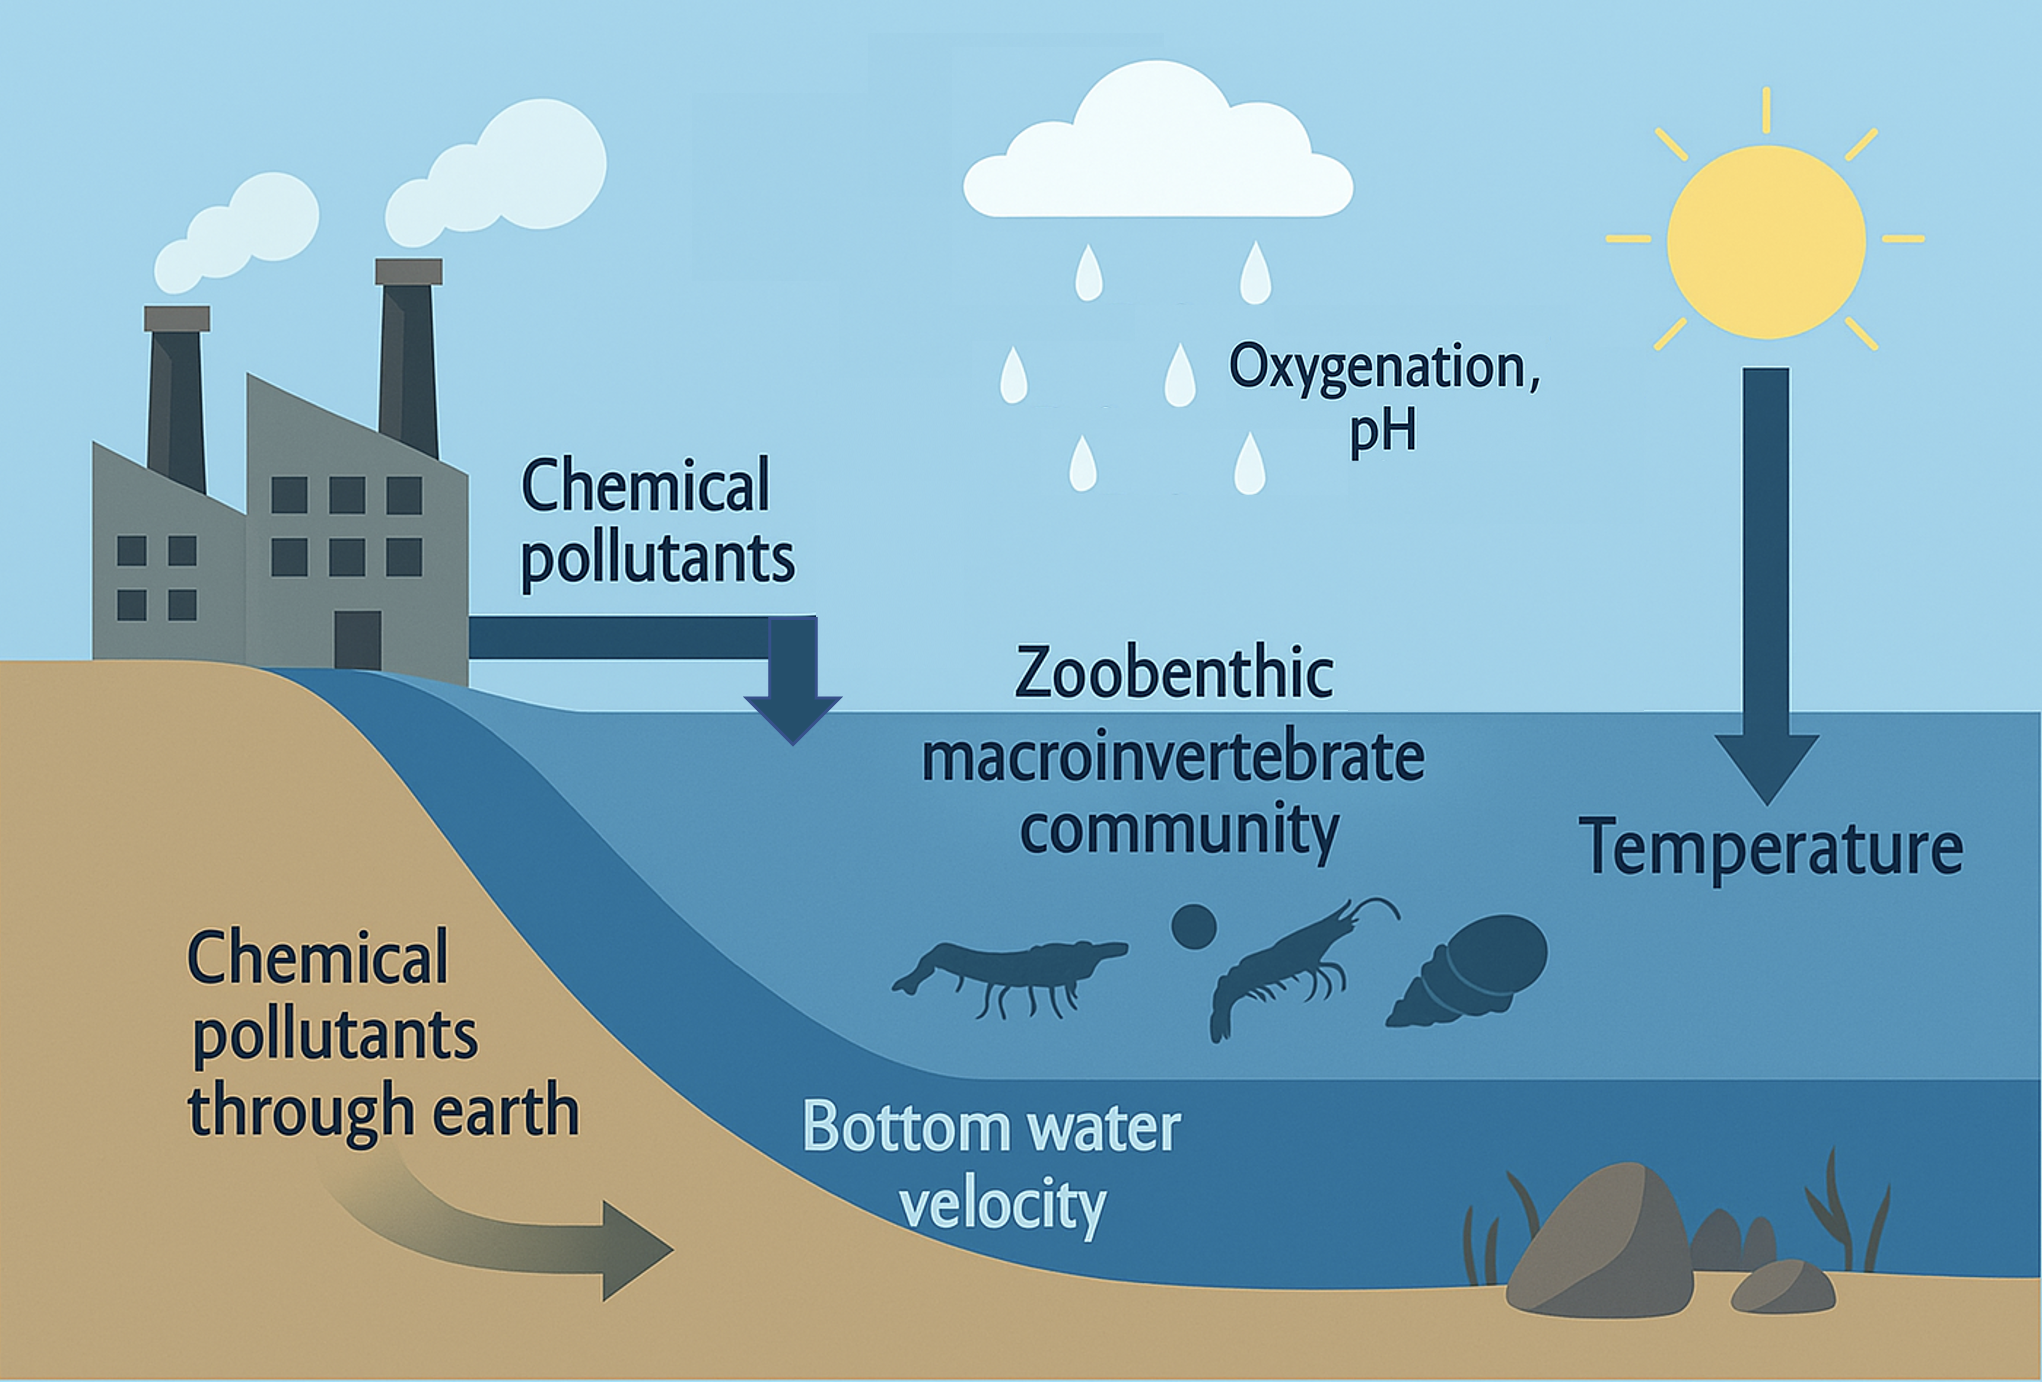 Oxygenation,
pH
Chemical
pollutants
Zoobenthic
macroinvertebrate
community
Temperature
Chemical
pollutants
through earth
Bottom water
velocity